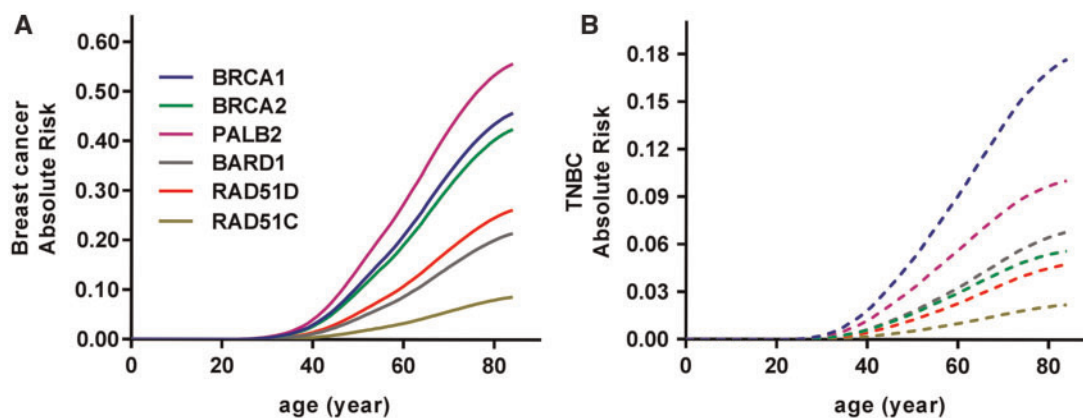 A
Breast cancer
Absolute Risk
0.60
0.50
0.40
0.30
0.20
0.10
0.00
BRCA1
BRCA2
PALB2
BARD1
RAD51D
RAD51C
0
20
40
60
80
age (year)
B
TNBC
Absolute Risk
0.18
0.15
0.12
0.09
0.06
0.03
0.00
0
20
40
60
80
age (year)